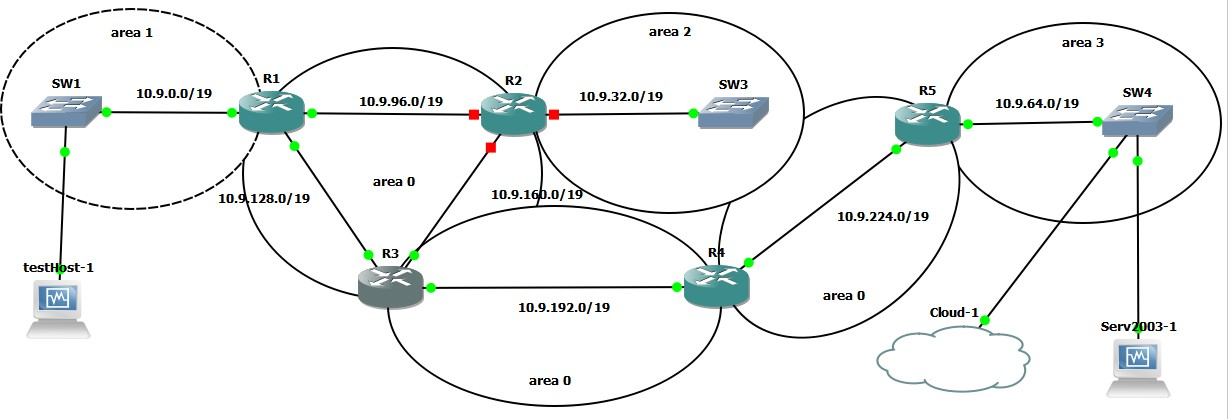 area 1
area 2
area 3
SW1
R1
R2
SW3
R5
SW4
10.9.0.0/19
10.9.96.0/19
10.9.32.0/19
10.9.64.0/19
area 0
10.9.128.0/19
10.9.160.0/19
10.9.224.0/19
testHost-1
R3
R4
area 0
10.9.192.0/19
Cloud-1
Serv2003-1
area 0